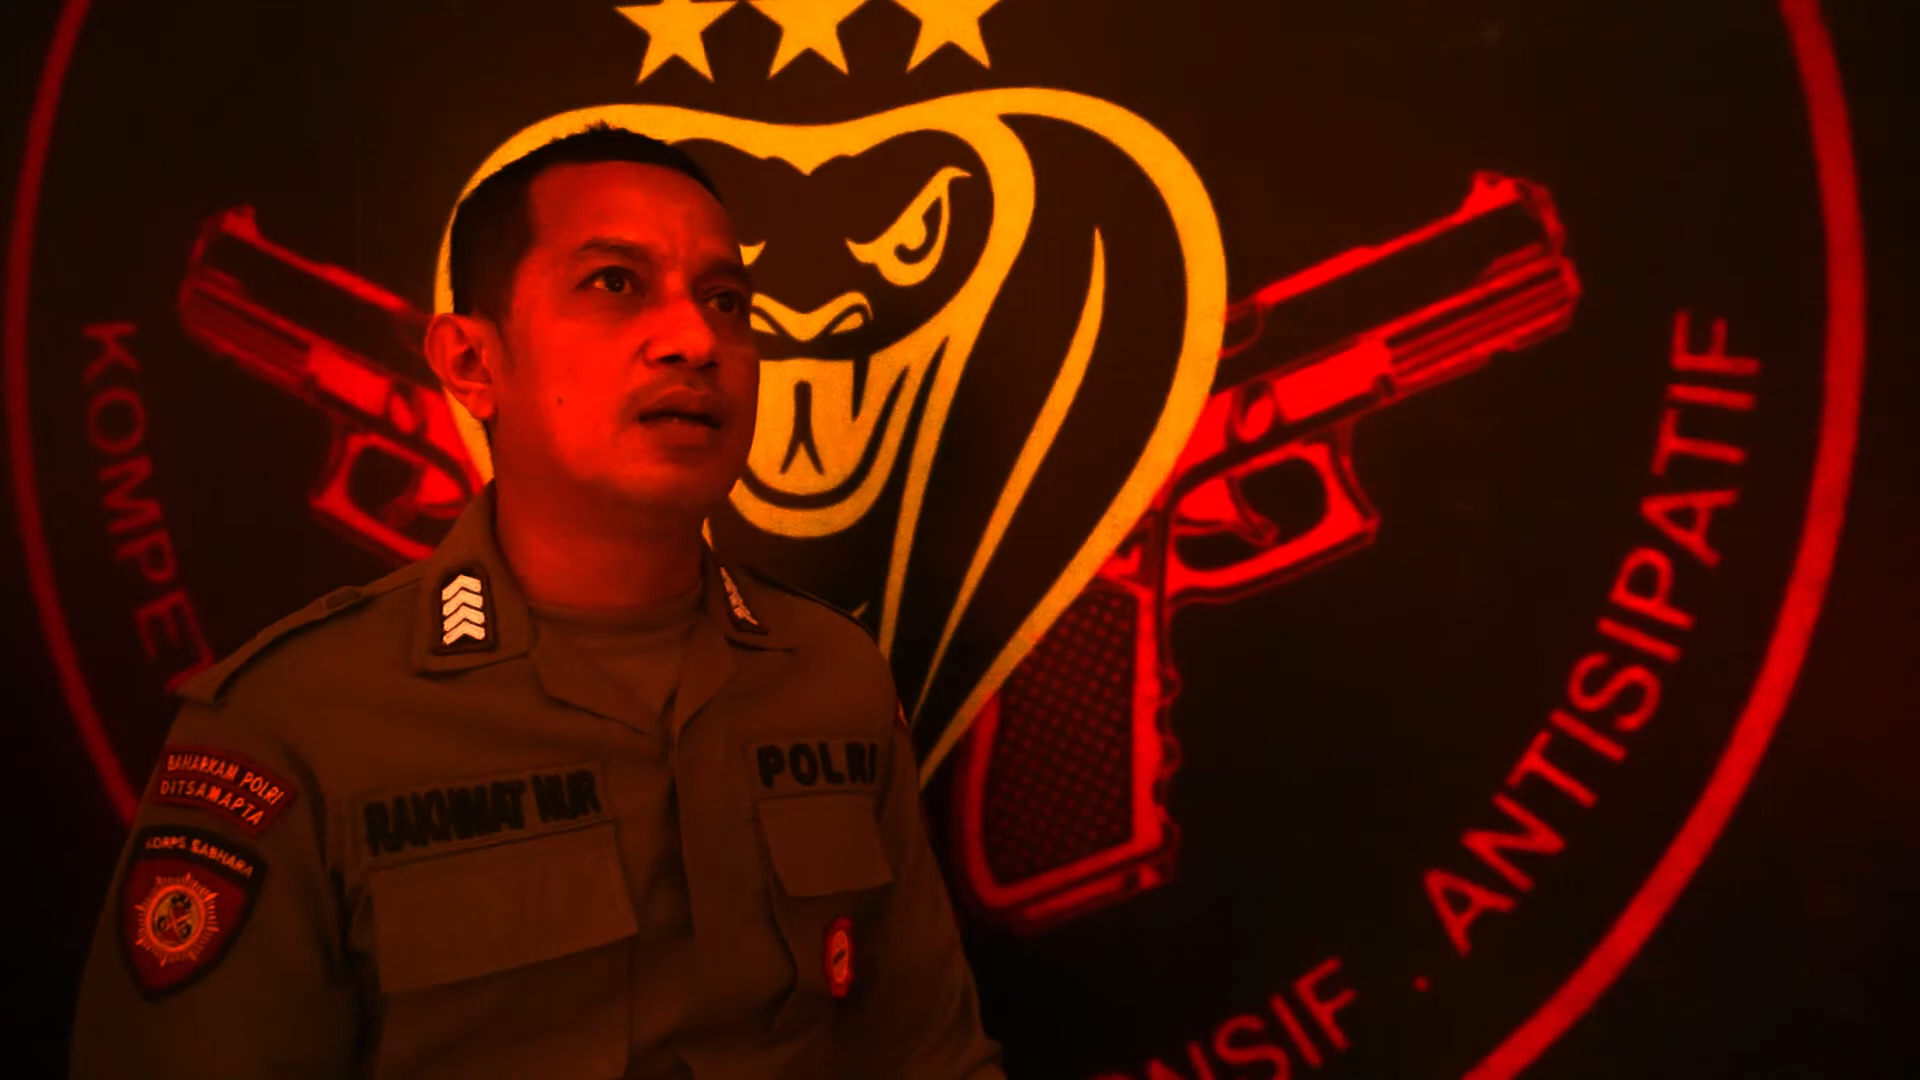 KOMPE
NSIF . ANTISIPATIF
BAHARKAM POLRI
DITSAMAPTA
KORPS SABHARA
RAKHMAT NUR
POLRI